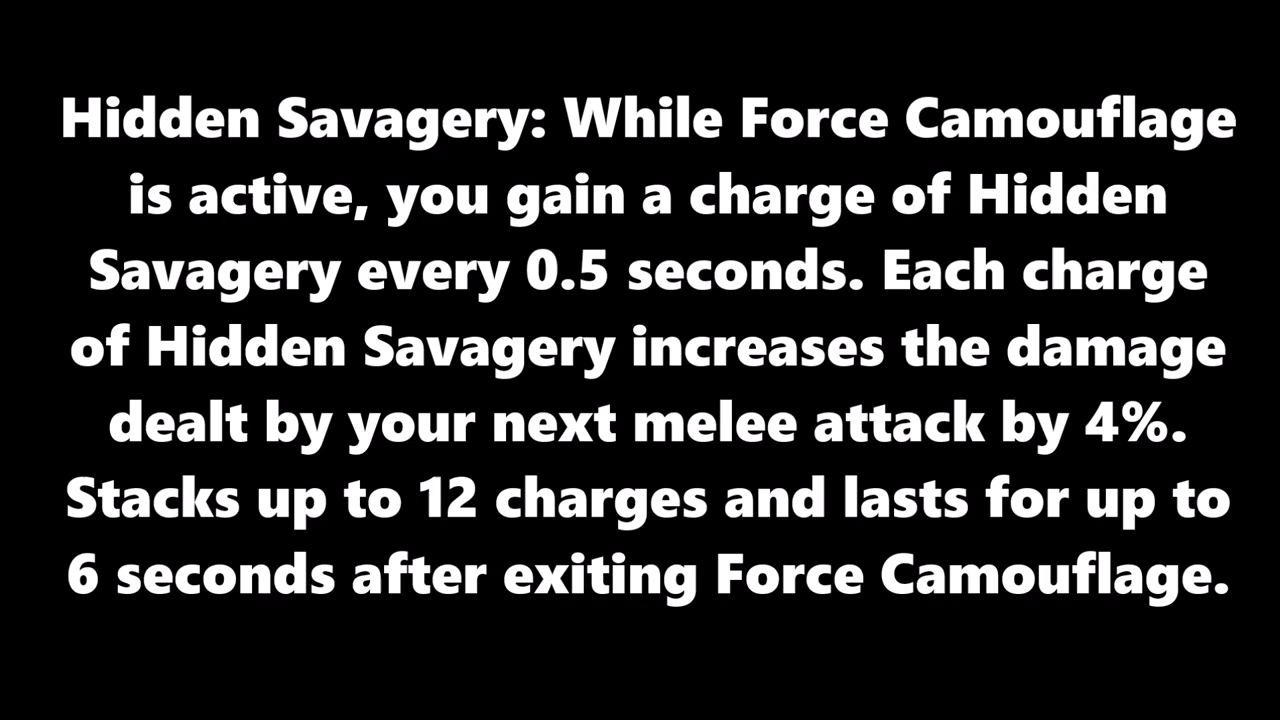 Hidden Savagery: While Force Camouflage
is active, you gain a charge of Hidden
Savagery every 0.5 seconds. Each charge
of Hidden Savagery increases the damage
dealt by your next melee attack by 4%.
Stacks up to 12 charges and lasts for up to
6 seconds after exiting Force Camouflage.